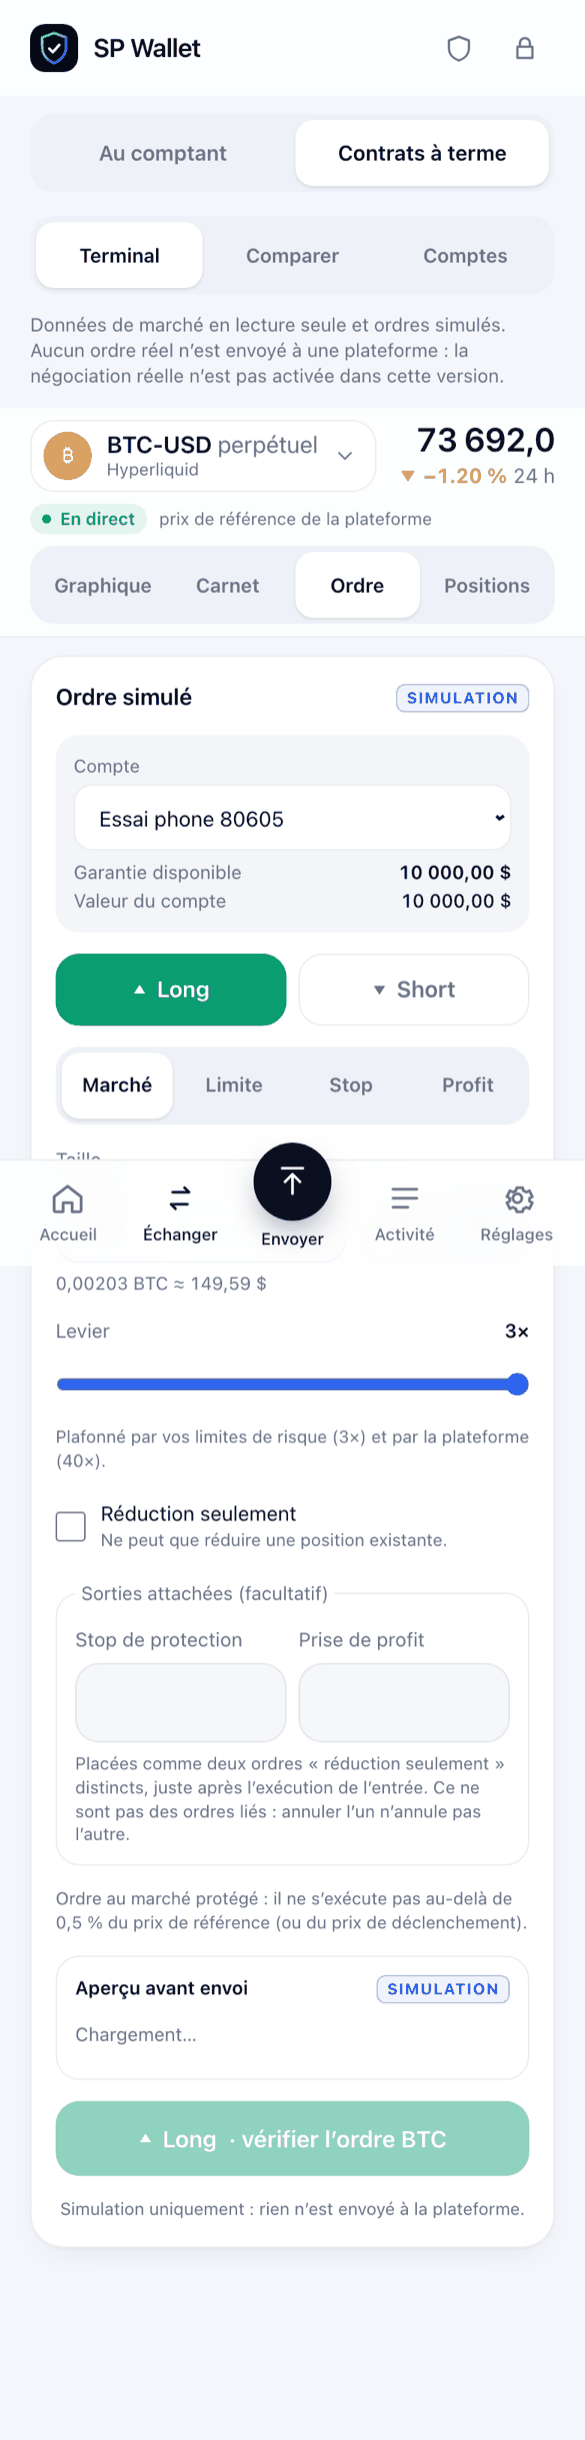 SP Wallet
Au comptant
Contrats à terme
Terminal
Comparer
Comptes
Données de marché en lecture seule et ordres simulés.
Aucun ordre réel n’est envoyé à une plateforme : la
négociation réelle n’est pas activée dans cette version.
BTC-USD perpétuel
Hyperliquid
73 692,0
▼ −1.20 % 24 h
En direct
prix de référence de la plateforme
Graphique
Carnet
Ordre
Positions
Ordre simulé
SIMULATION
Compte
Essai phone 80605
Garantie disponible
10 000,00 $
Valeur du compte
10 000,00 $
▲ Long
▼ Short
Marché
Limite
Stop
Profit
Taille
Accueil
Échanger
Envoyer
Activité
Réglages
0,00203 BTC ≈ 149,59 $
Levier
3×
Plafonné par vos limites de risque (3×) et par la plateforme
(40×).
Réduction seulement
Ne peut que réduire une position existante.
Sorties attachées (facultatif)
Stop de protection
Prise de profit
Placées comme deux ordres « réduction seulement »
distincts, juste après l’exécution de l’entrée. Ce ne
sont pas des ordres liés : annuler l’un n’annule pas
l’autre.
Ordre au marché protégé : il ne s’exécute pas au-delà de
0,5 % du prix de référence (ou du prix de déclenchement).
Aperçu avant envoi
SIMULATION
Chargement…
▲ Long · vérifier l’ordre BTC
Simulation uniquement : rien n’est envoyé à la plateforme.